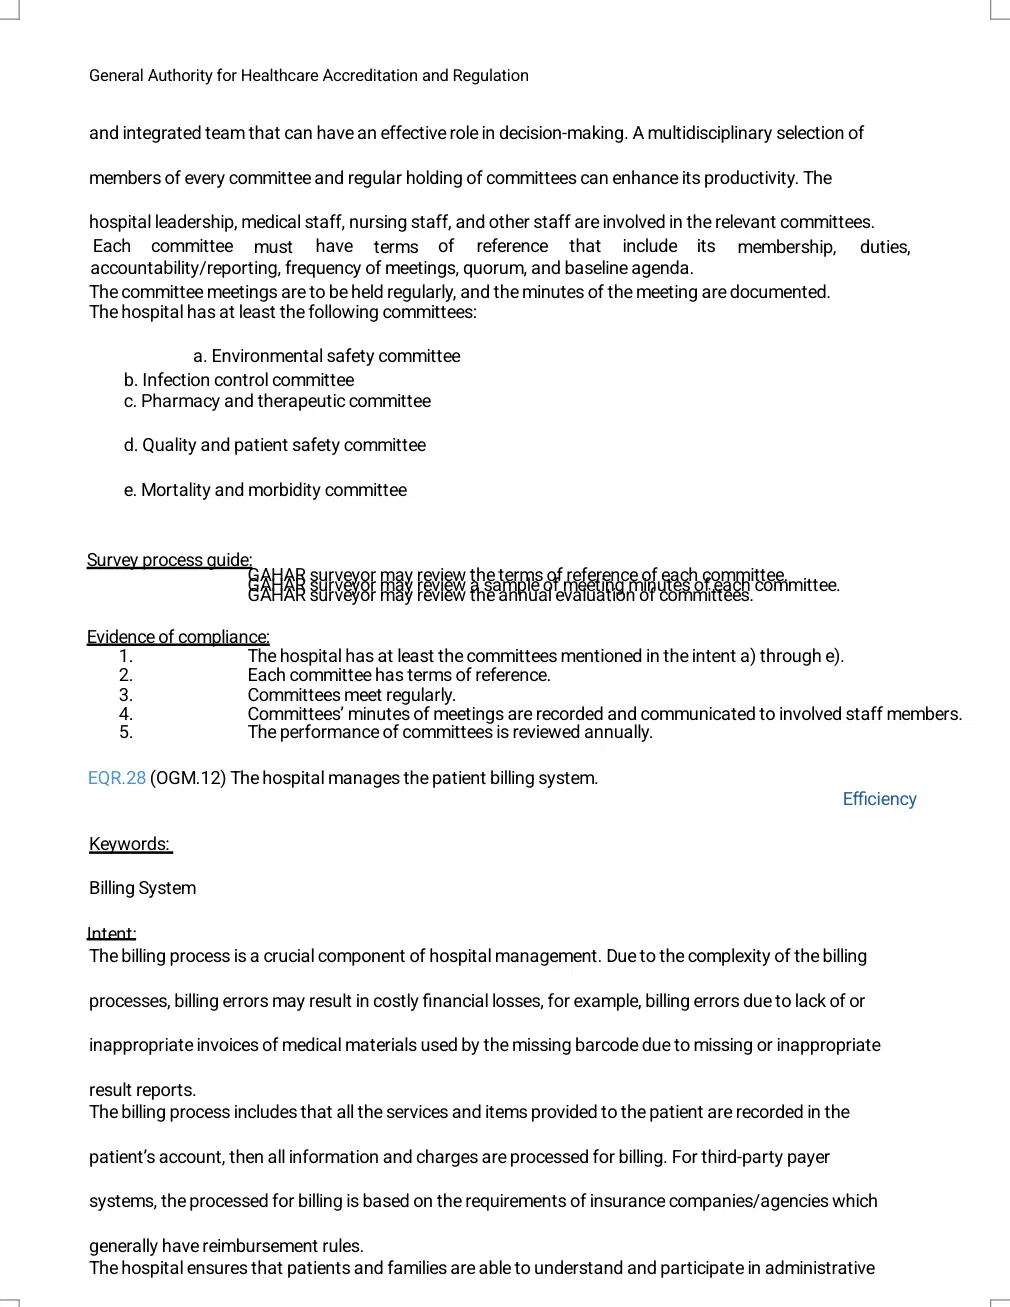 General Authority for Healthcare Accreditation and Regulation
and integrated team that can have an effective role in decision-making. A multidisciplinary selection of
members of every committee and regular holding of committees can enhance its productivity. The
hospital leadership, medical staff, nursing staff, and other staff are involved in the relevant committees.
Each committee must have terms of reference that include its membership, duties,
accountability/reporting, frequency of meetings, quorum, and baseline agenda.
The committee meetings are to be held regularly, and the minutes of the meeting are documented.
The hospital has at least the following committees:
a. Environmental safety committee
b. Infection control committee
c. Pharmacy and therapeutic committee
d. Quality and patient safety committee
e. Mortality and morbidity committee
Survey process guide:
GAHAR surveyor may review the terms of reference of each committee.
GAHAR surveyor may review a sample of meeting minutes of each committee.
GAHAR surveyor may review the annual evaluation of committees.
Evidence of compliance:
1. The hospital has at least the committees mentioned in the intent a) through e).
2. Each committee has terms of reference.
3. Committees meet regularly.
4. Committees’ minutes of meetings are recorded and communicated to involved staff members.
5. The performance of committees is reviewed annually.
EQR.28 (OGM.12) The hospital manages the patient billing system.
Efficiency
Keywords:
Billing System
Intent:
The billing process is a crucial component of hospital management. Due to the complexity of the billing
processes, billing errors may result in costly financial losses, for example, billing errors due to lack of or
inappropriate invoices of medical materials used by the missing barcode due to missing or inappropriate
result reports.
The billing process includes that all the services and items provided to the patient are recorded in the
patient’s account, then all information and charges are processed for billing. For third-party payer
systems, the processed for billing is based on the requirements of insurance companies/agencies which
generally have reimbursement rules.
The hospital ensures that patients and families are able to understand and participate in administrative